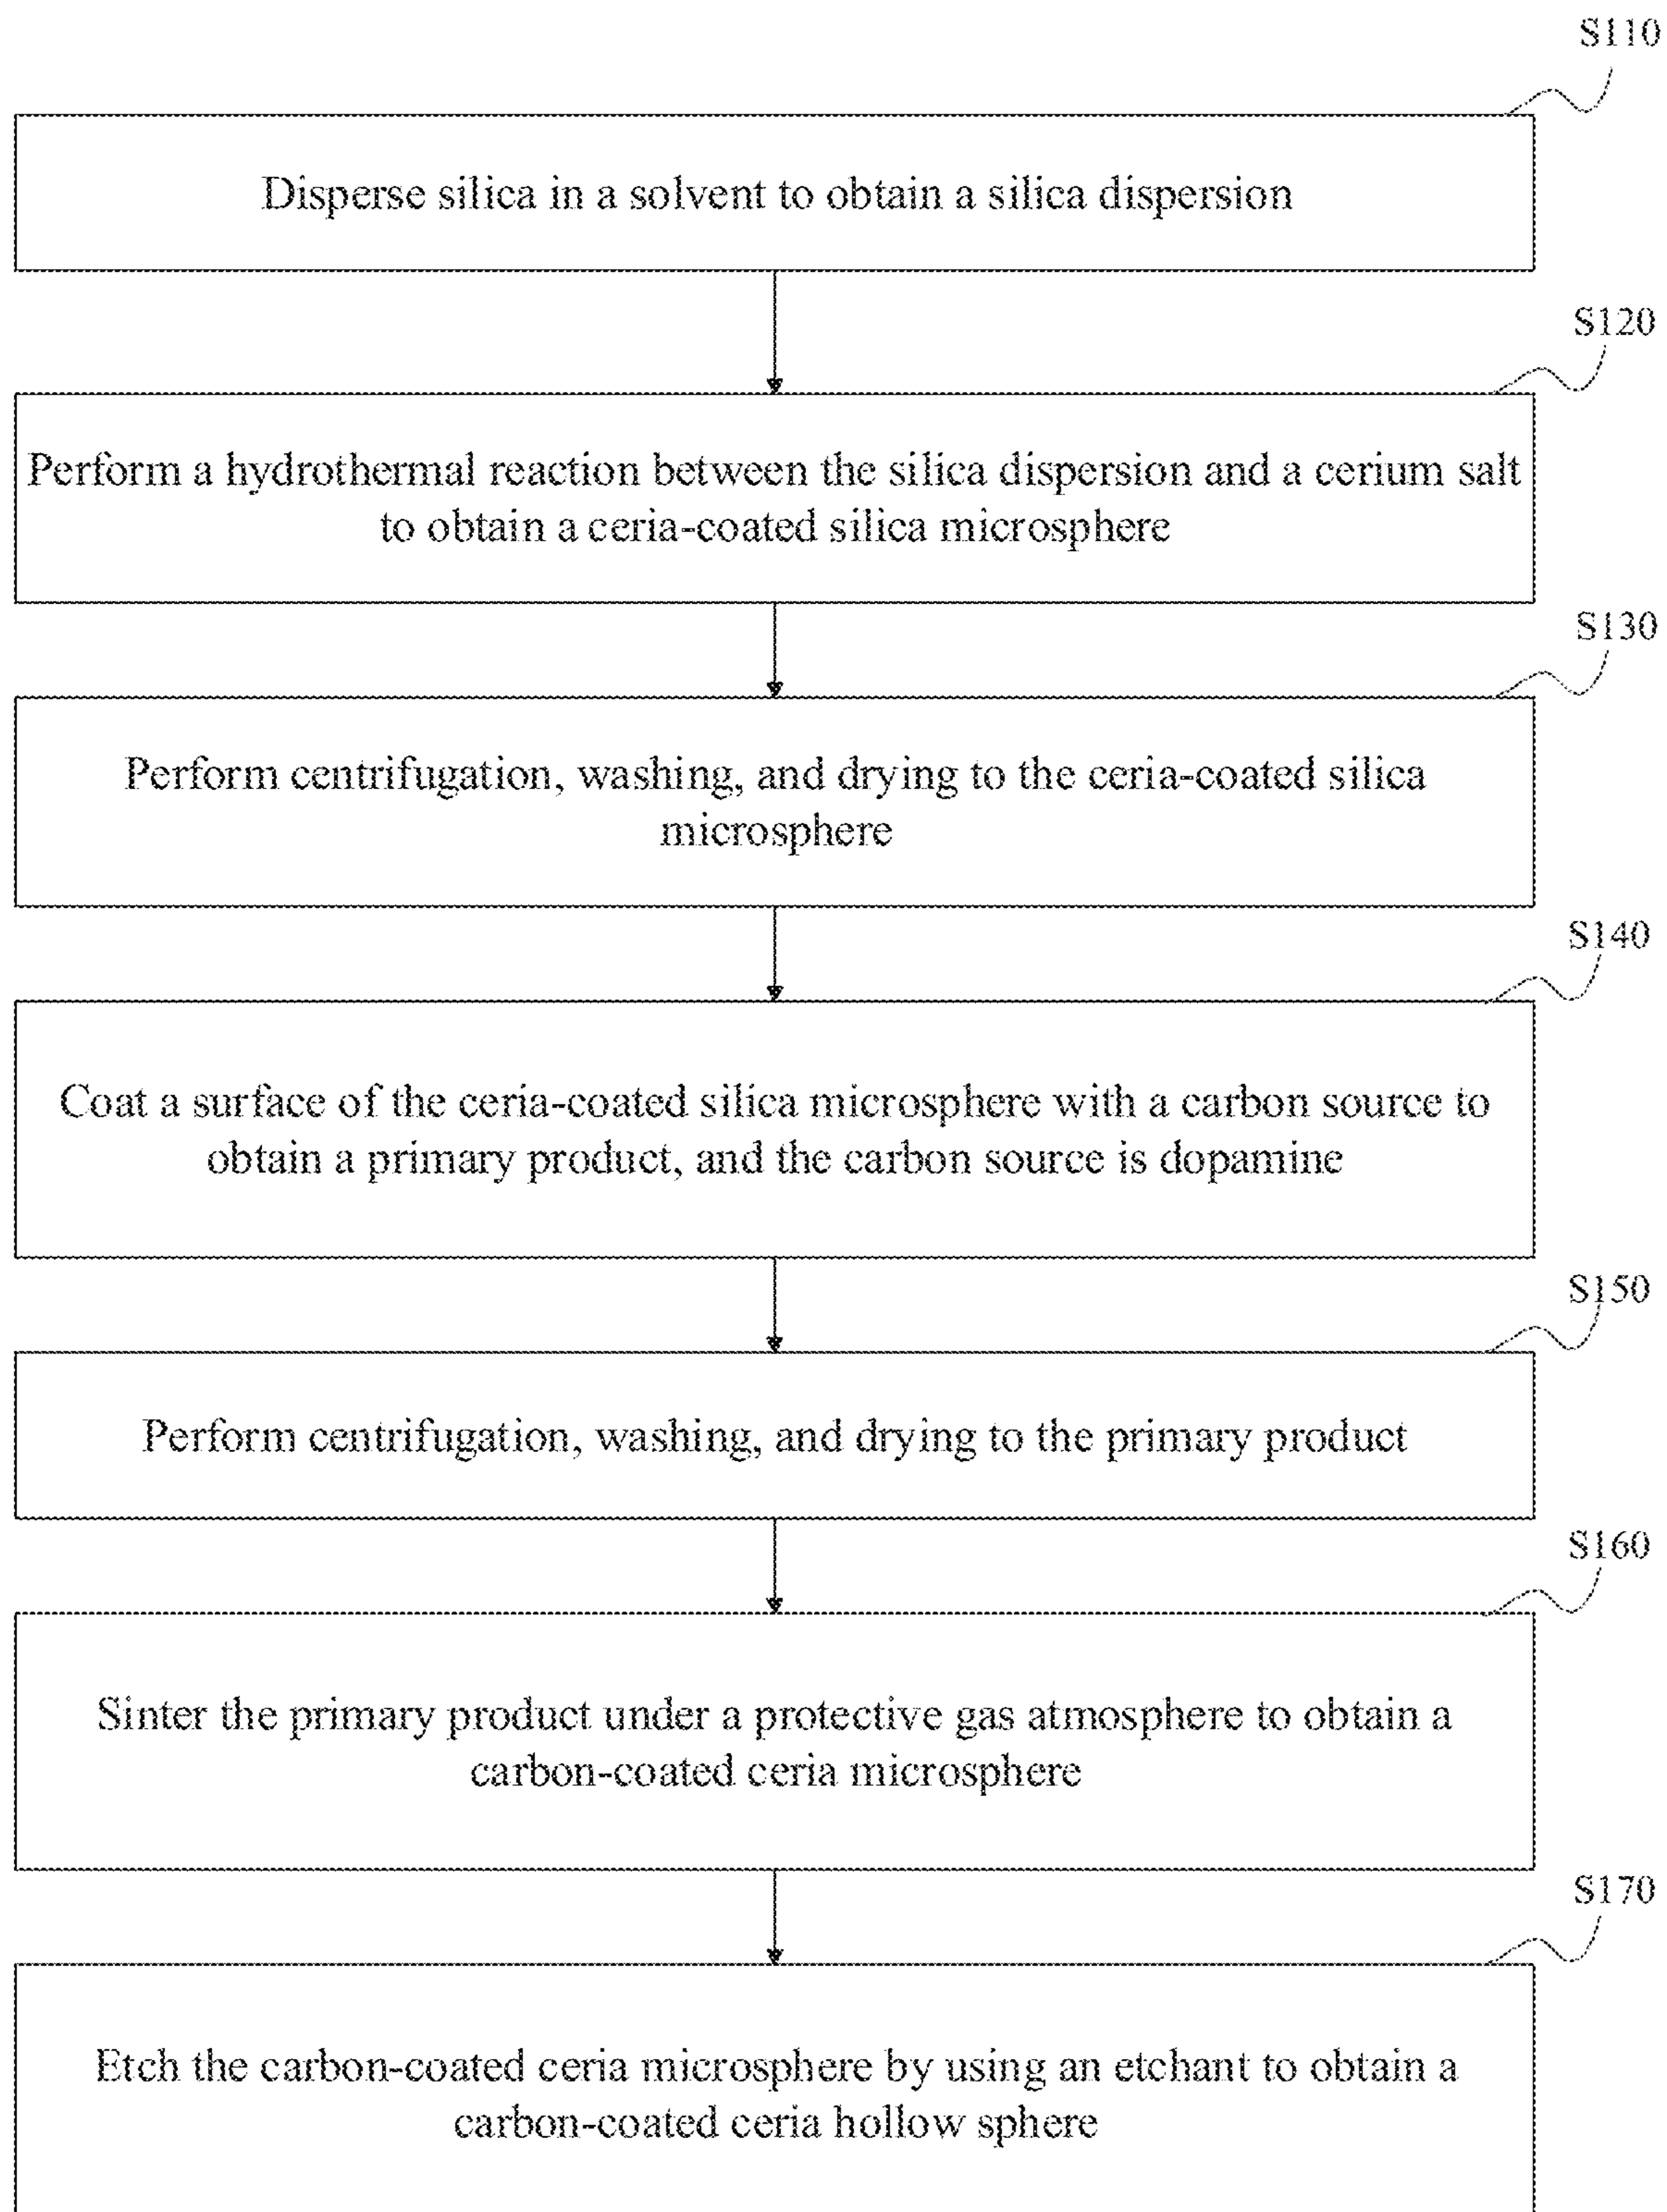 S110
Disperse silica in a solvent to obtain a silica dispersion
S120
Perform a hydrothermal reaction between the silica dispersion and a cerium salt
to obtain a ceria-coated silica microsphere
S130
Perform centrifugation, washing, and drying to the ceria-coated silica
microsphere
S140
Coat a surface of the ceria-coated silica microsphere with a carbon source to
obtain a primary product, and the carbon source is dopamine
S150
Perform centrifugation, washing, and drying to the primary product
S160
Sinter the primary product under a protective gas atmosphere to obtain a
carbon-coated ceria microsphere
S170
Etch the carbon-coated ceria microsphere by using an etchant to obtain a
carbon-coated ceria hollow sphere